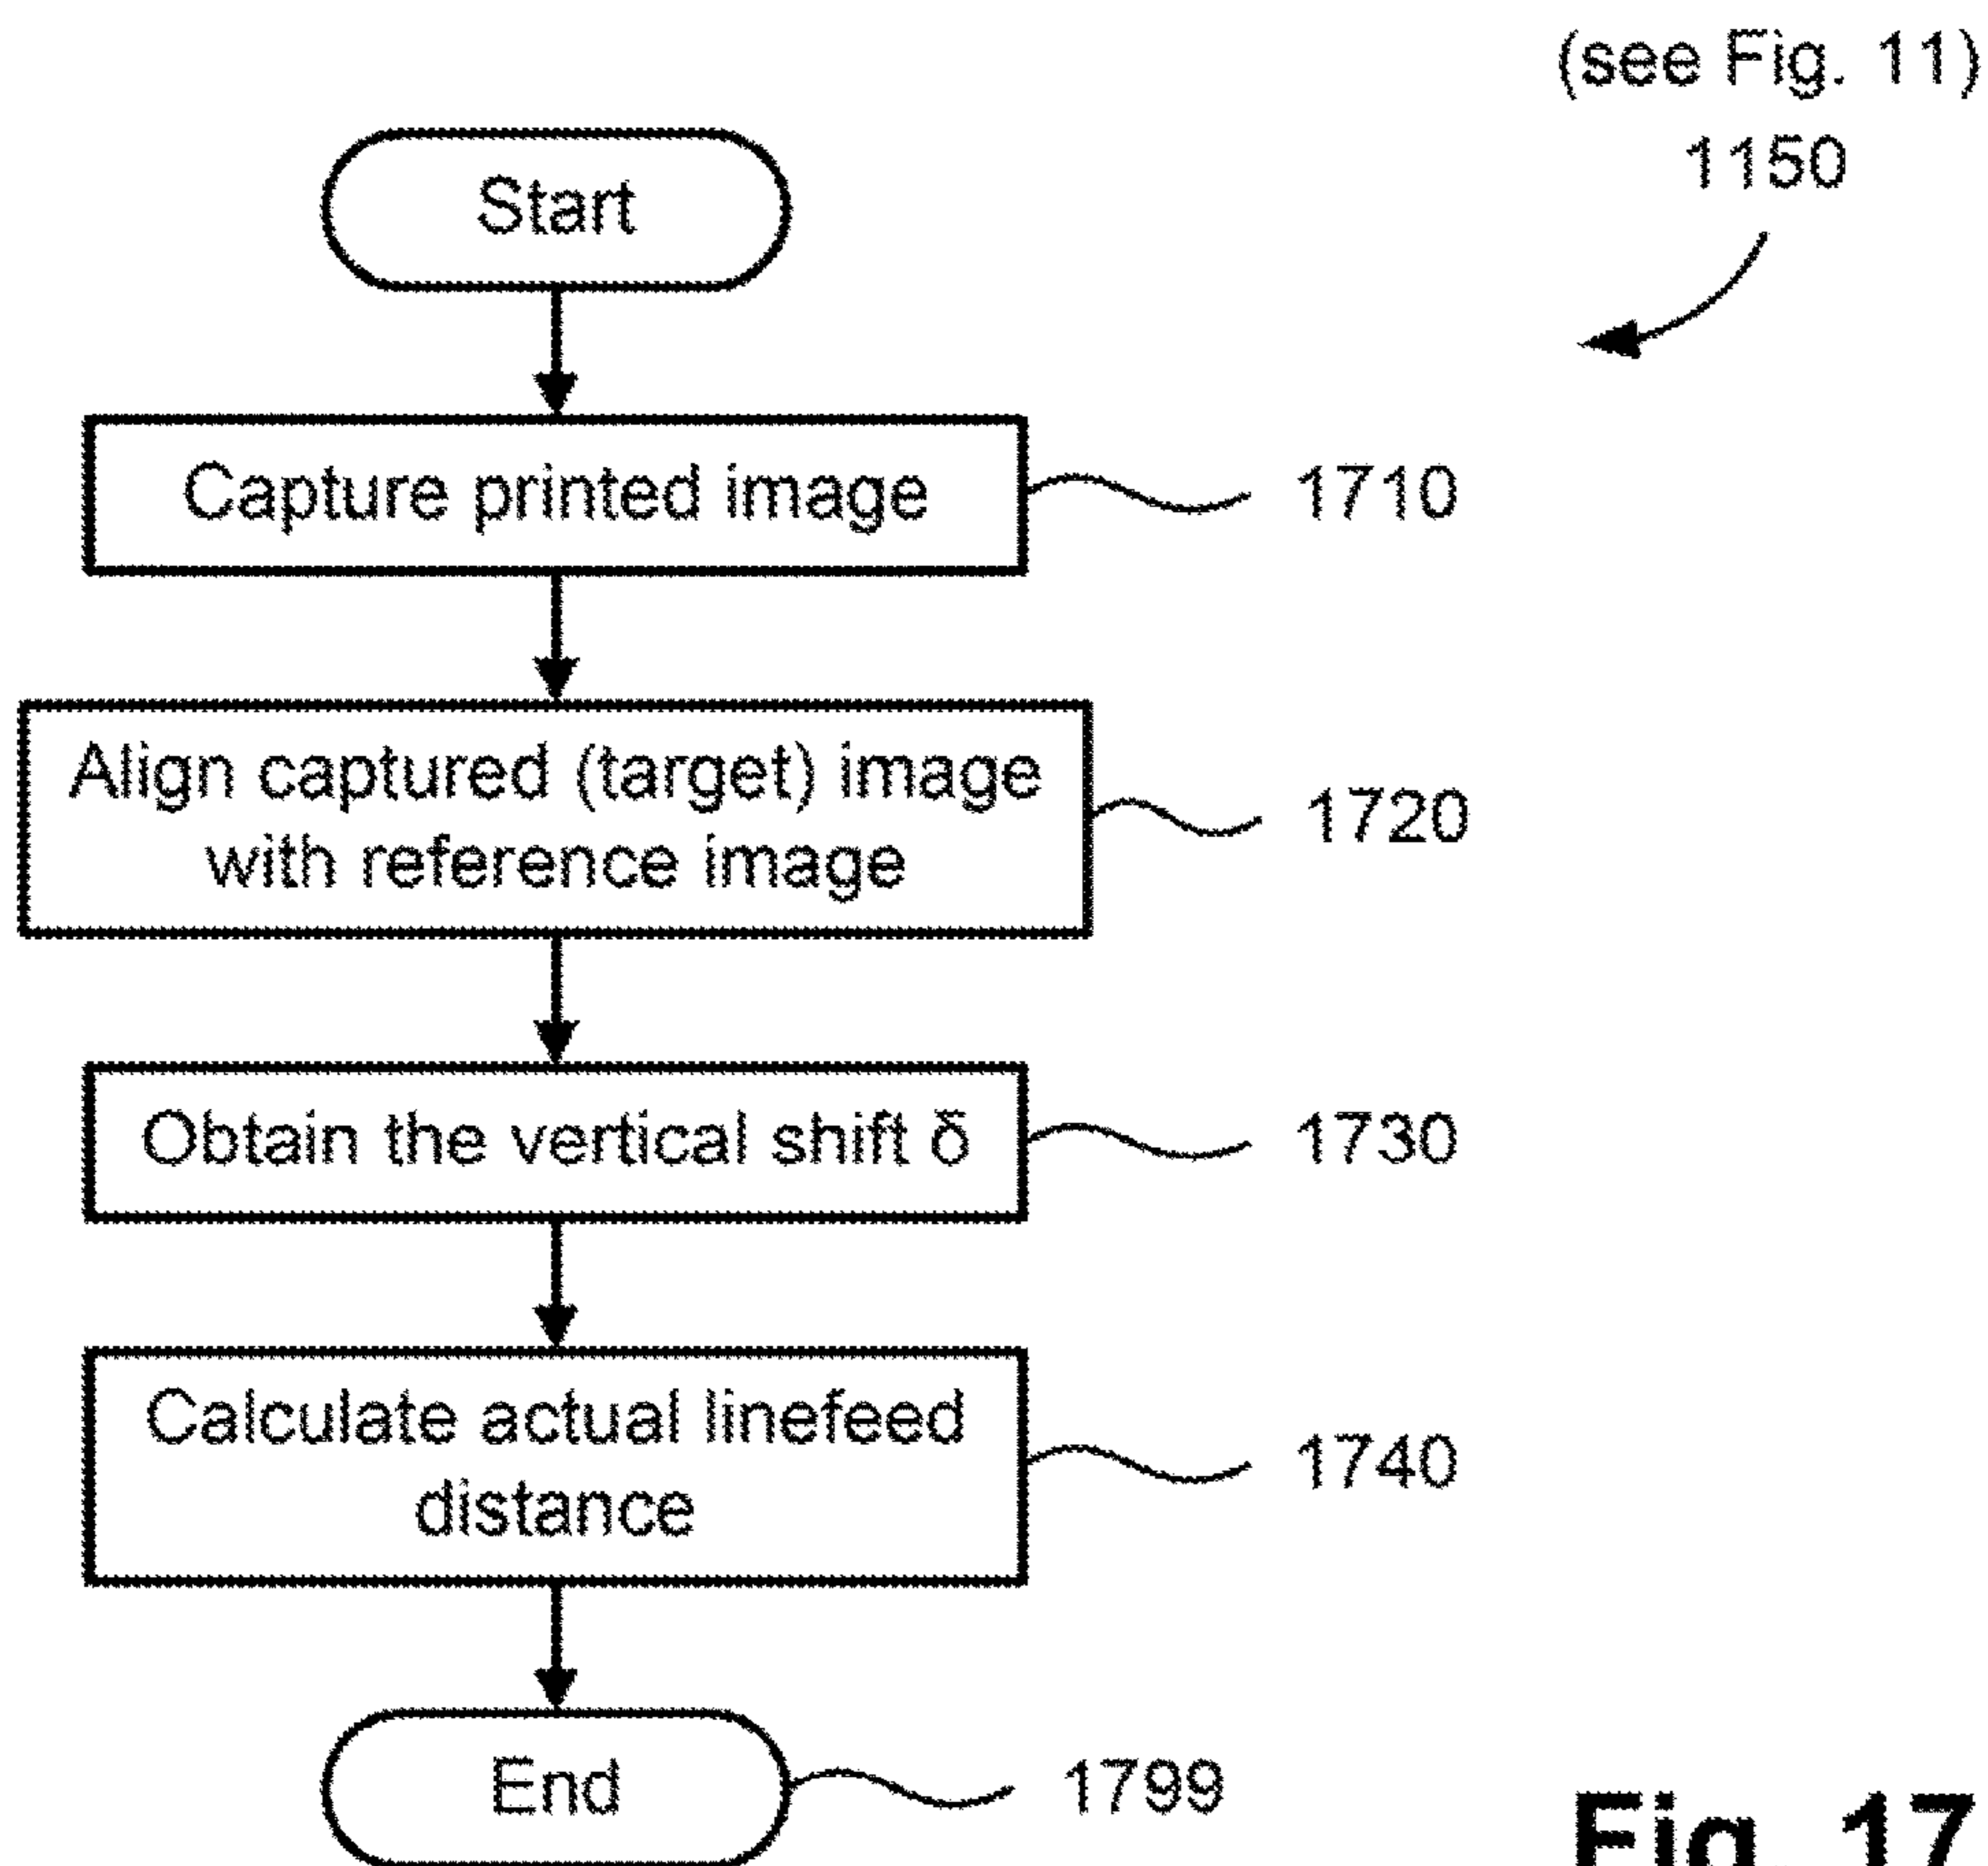 (see Fig. 11)
1150
Start
Capture printed image
1710
Align captured (target) image
with reference image
1720
Obtain the vertical shift δ
1730
Calculate actual linefeed
distance
1740
End
1799
Fig. 17